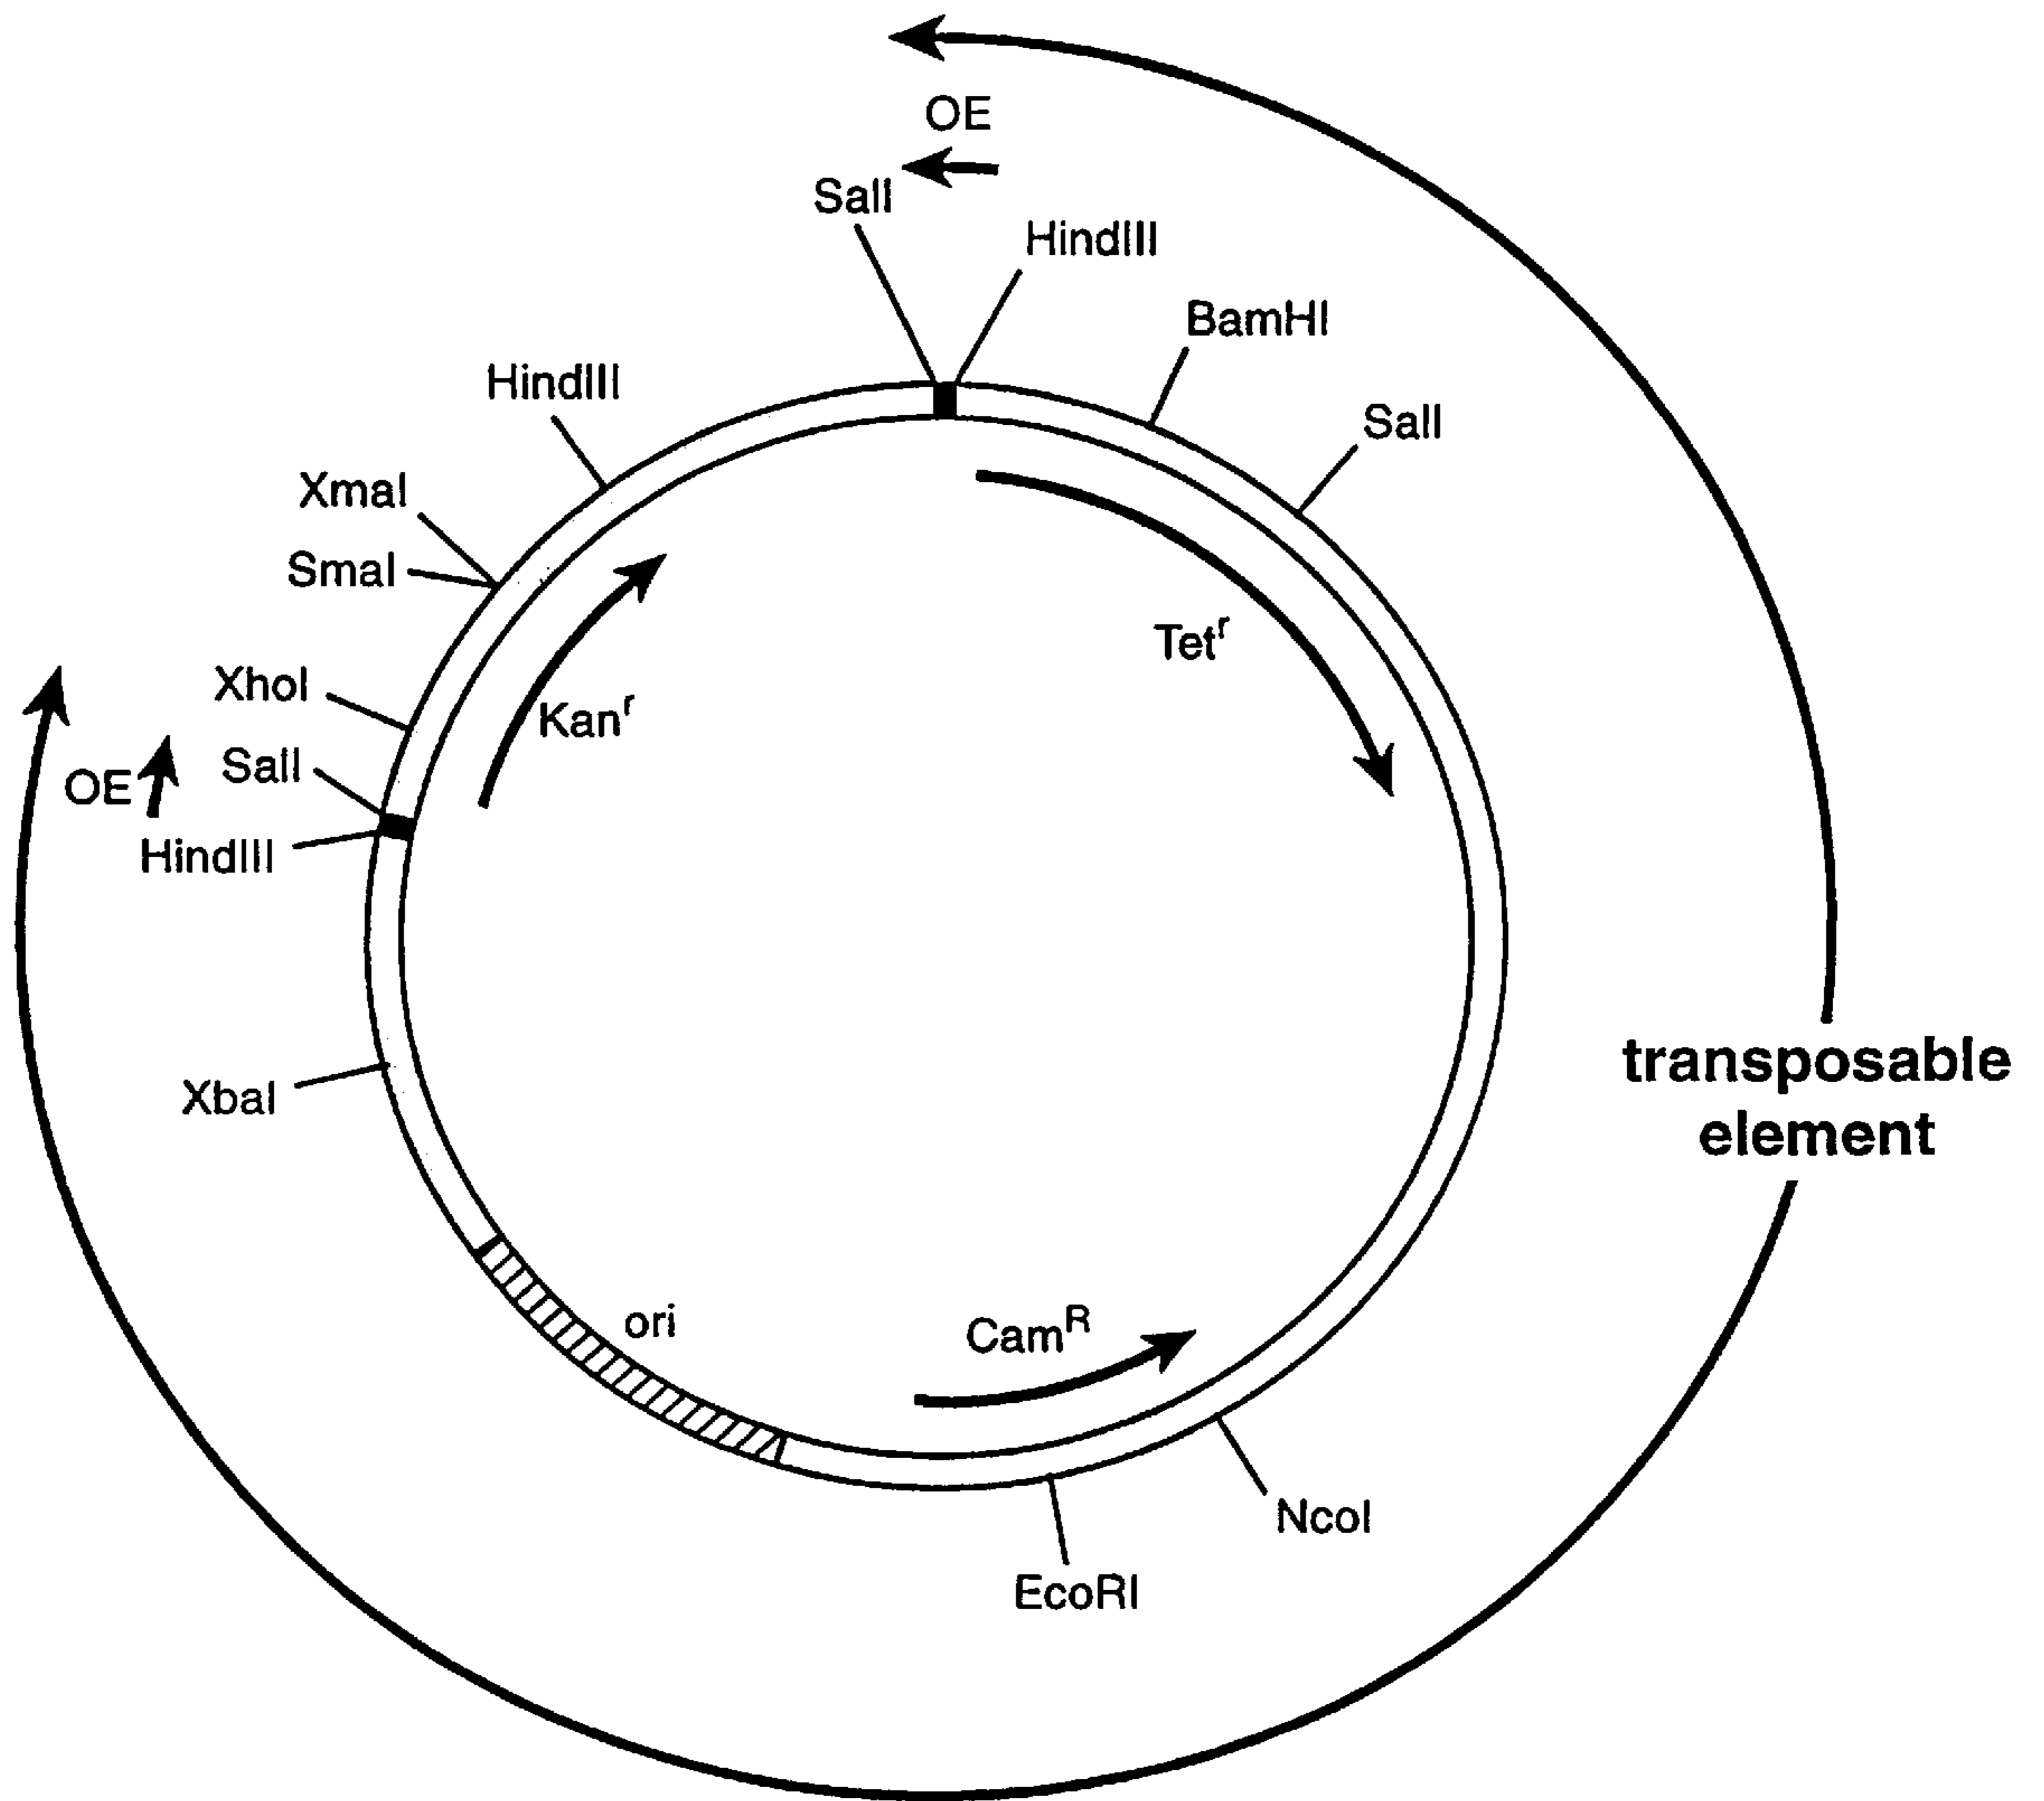 OE
SalI
HindIII
BamHI
HindIII
SalI
XmaI
SmaI
Tetʳ
XhoI
Kanʳ
SalI
OE
HindIII
transposable
element
XbaI
ori
Camᴿ
NcoI
EcoRI